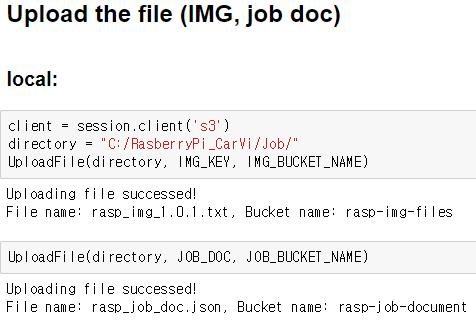 Upload the file (IMG, job doc)
local:
client = session.client('s3')
directory = "C:/RasberryPi_CarVi/Job/"
UploadFile(directory, IMG_KEY, IMG_BUCKET_NAME)
Uploading file successed!
File name: rasp_img_1.0.1.txt, Bucket name: rasp-img-files
UploadFile(directory, JOB_DOC, JOB_BUCKET_NAME)
Uploading file successed!
File name: rasp_job_doc.json, Bucket name: rasp-job-document